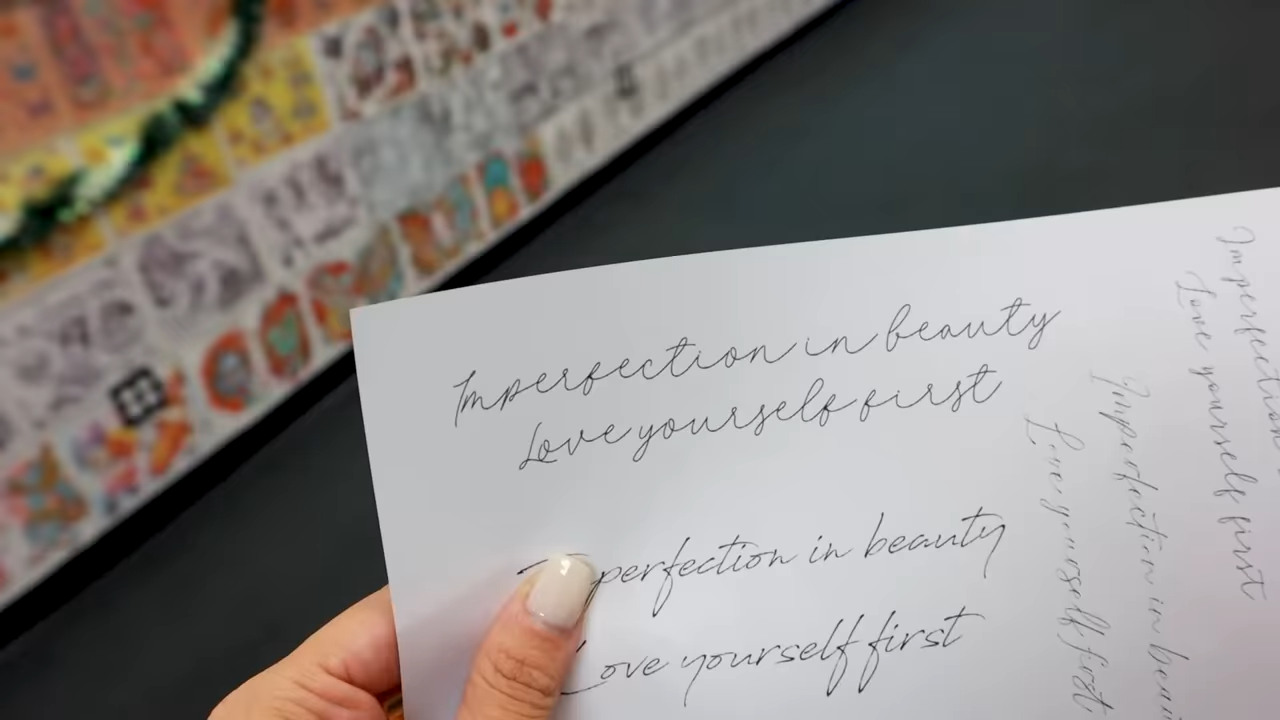 Imperfection in beauty
Love yourself first
perfection in beauty
Love yourself first
Imperfection in
Love yourself first
Imperfection
Love yourself first